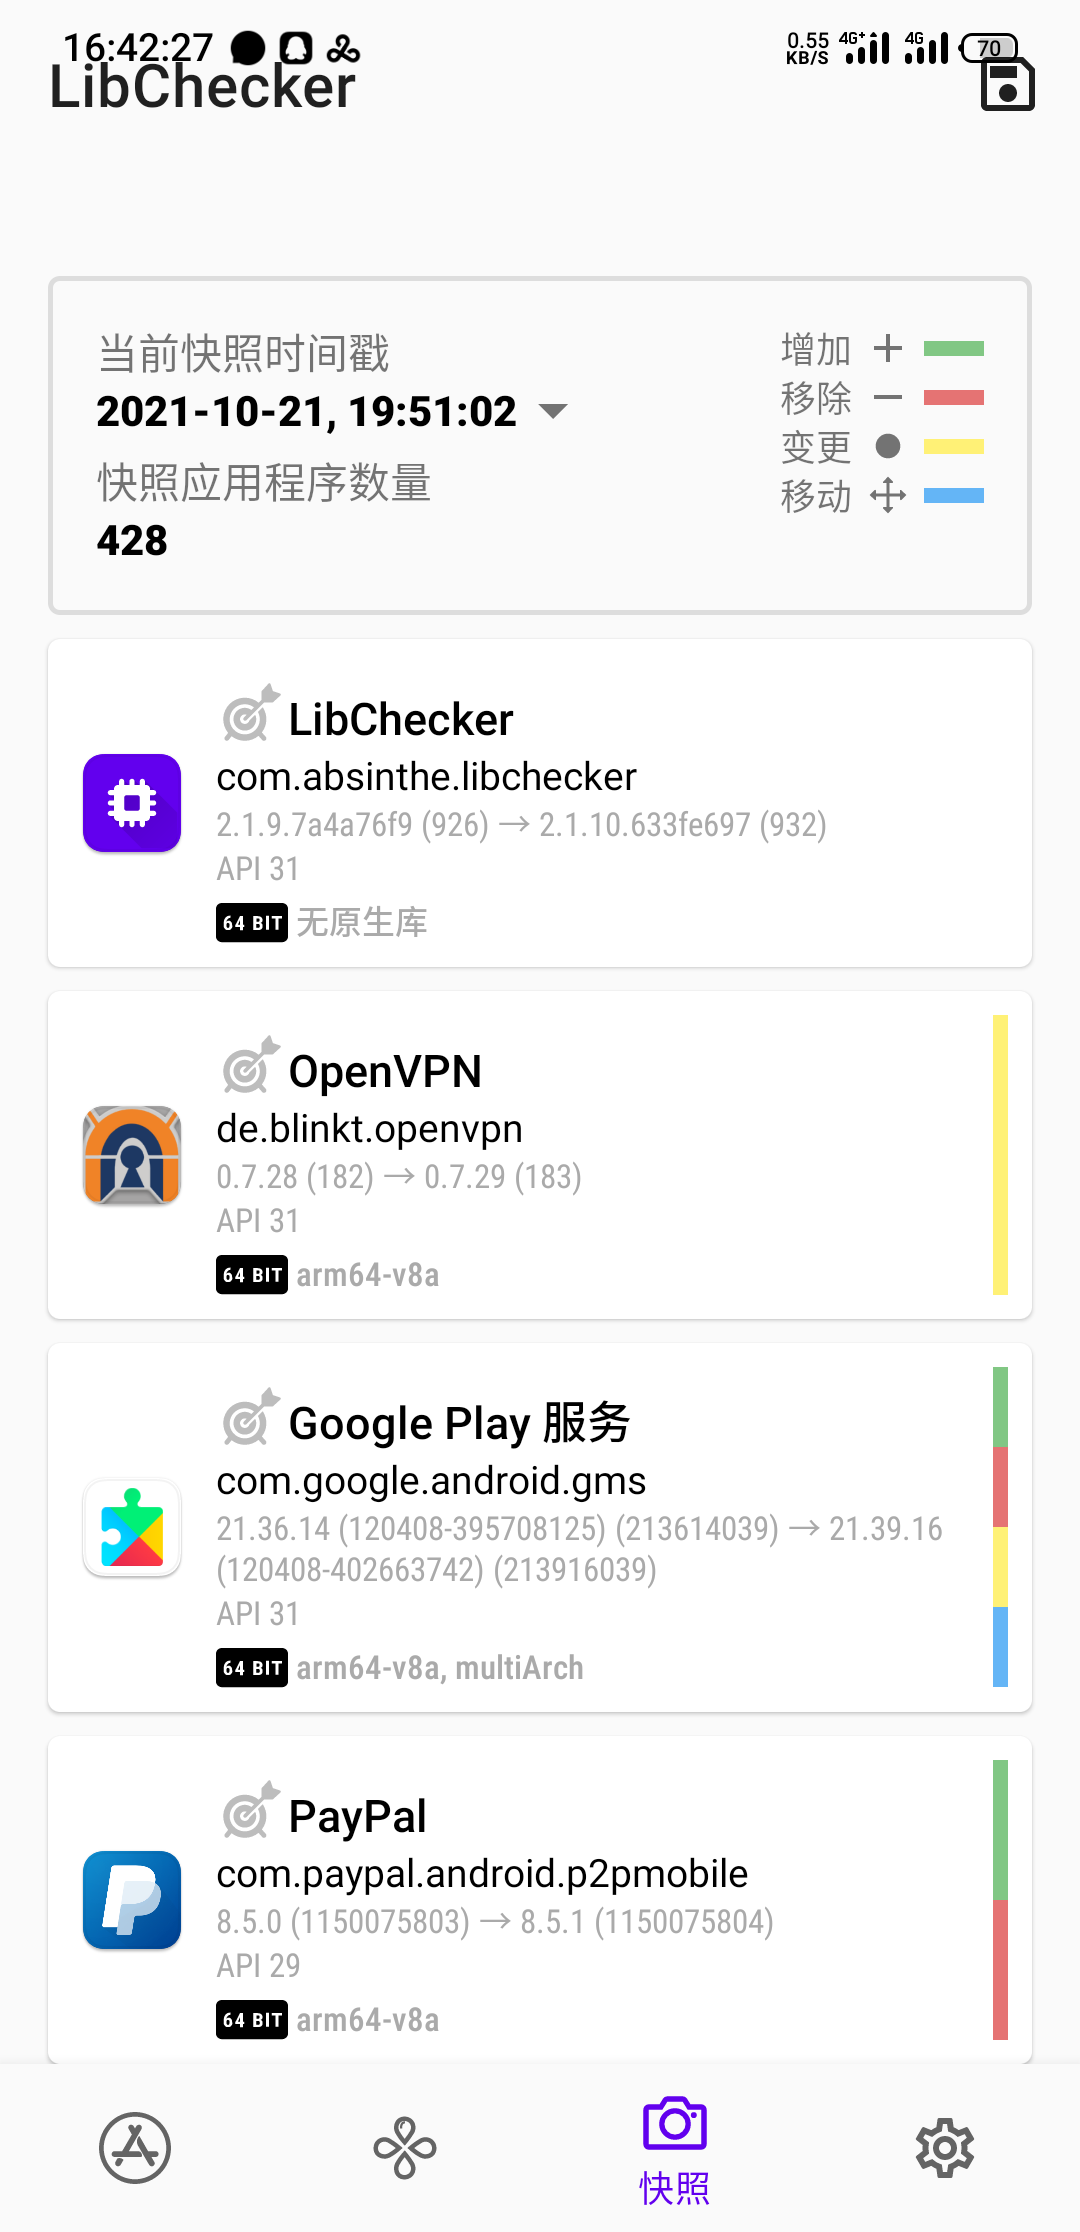 16:42:27
0.55 KB/S 4G+ 4G 70
LibChecker
当前快照时间戳
2021-10-21, 19:51:02
快照应用程序数量
428
增加
移除
变更
移动
LibChecker
com.absinthe.libchecker
2.1.9.7a4a76f9 (926) → 2.1.10.633fe697 (932)
API 31
64 BIT 无原生库
OpenVPN
de.blinkt.openvpn
0.7.28 (182) → 0.7.29 (183)
API 31
64 BIT arm64-v8a
Google Play 服务
com.google.android.gms
21.36.14 (120408-395708125) (213614039) → 21.39.16
(120408-402663742) (213916039)
API 31
64 BIT arm64-v8a, multiArch
PayPal
com.paypal.android.p2pmobile
8.5.0 (1150075803) → 8.5.1 (1150075804)
API 29
64 BIT arm64-v8a
快照